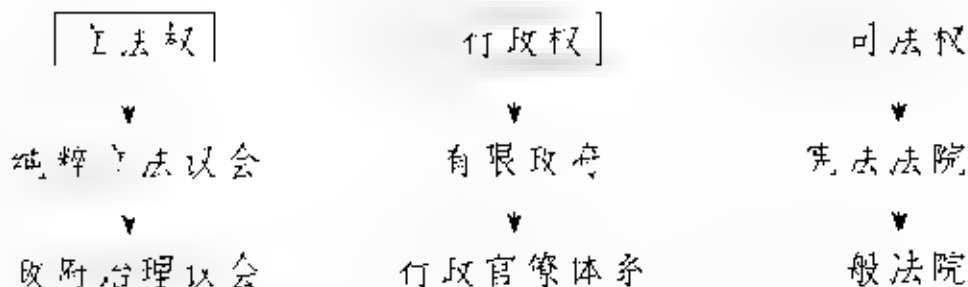 立法权 行政权 司法权
纯粹立法议会 有限政府 宪法法院
政府治理议会 行政官僚体系 般法院